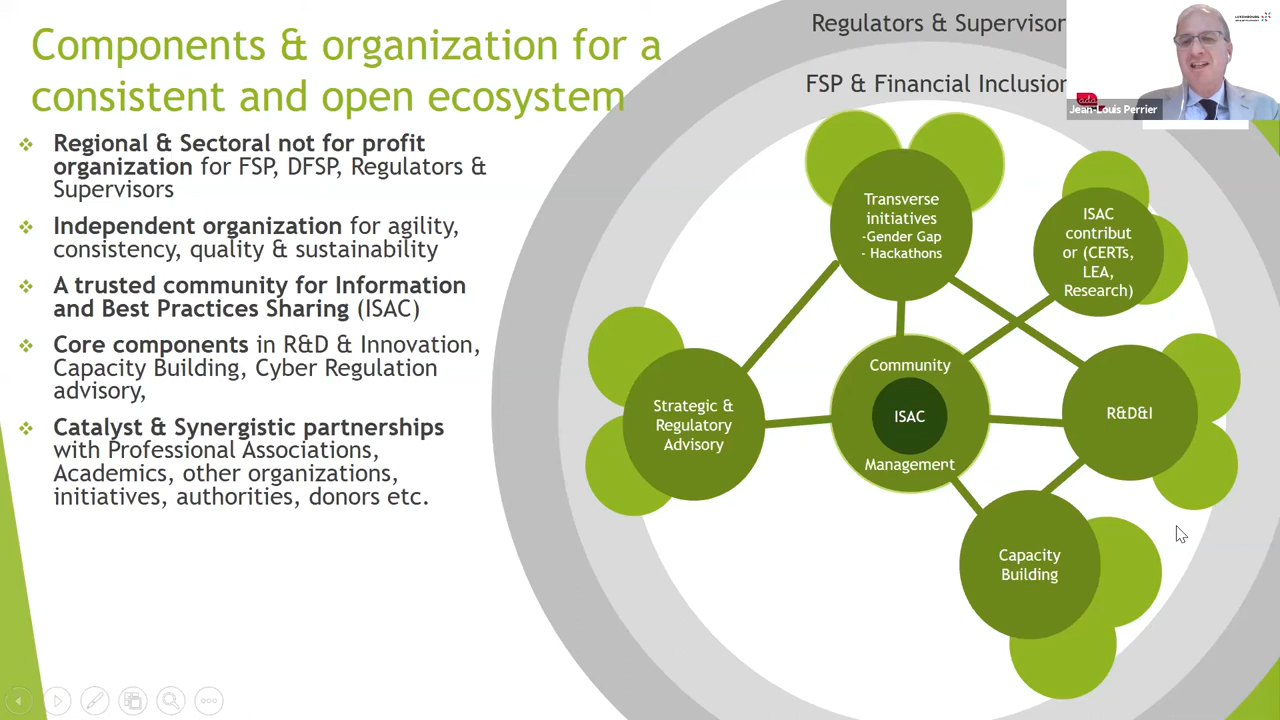 Components & organization for a
consistent and open ecosystem
Regional & Sectoral not for profit
organization for FSP, DFSP, Regulators &
Supervisors
Independent organization for agility,
consistency, quality & sustainability
A trusted community for Information
and Best Practices Sharing (ISAC)
Core components in R&D & Innovation,
Capacity Building, Cyber Regulation
advisory,
Catalyst & Synergistic partnerships
with Professional Associations,
Academics, other organizations,
initiatives, authorities, donors etc.
Regulators & Supervisor
FSP & Financial Inclusion
Transverse
initiatives
-Gender Gap
- Hackathons
ISAC
contribut
or (CERTs,
LEA,
Research)
Strategic &
Regulatory
Advisory
Community
ISAC
Management
R&D&I
Capacity
Building
LUXEMBOURG
ada
Jean-Louis Perrier